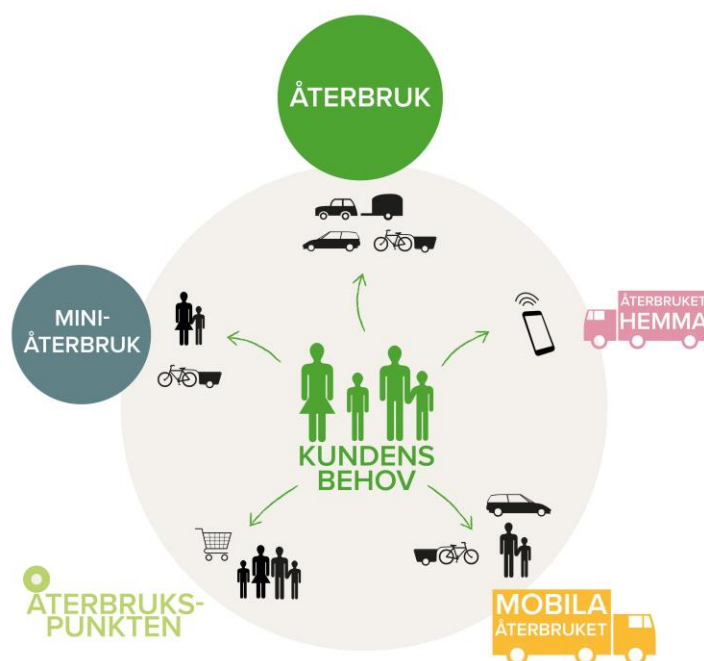 ÅTERBRUK
MINI-
ÅTERBRUK
ÅTERBRUKET
HEMMA
KUNDENS
BEHOV
ÅTERBRUKS-
PUNKTEN
MOBILA
ÅTERBRUKET